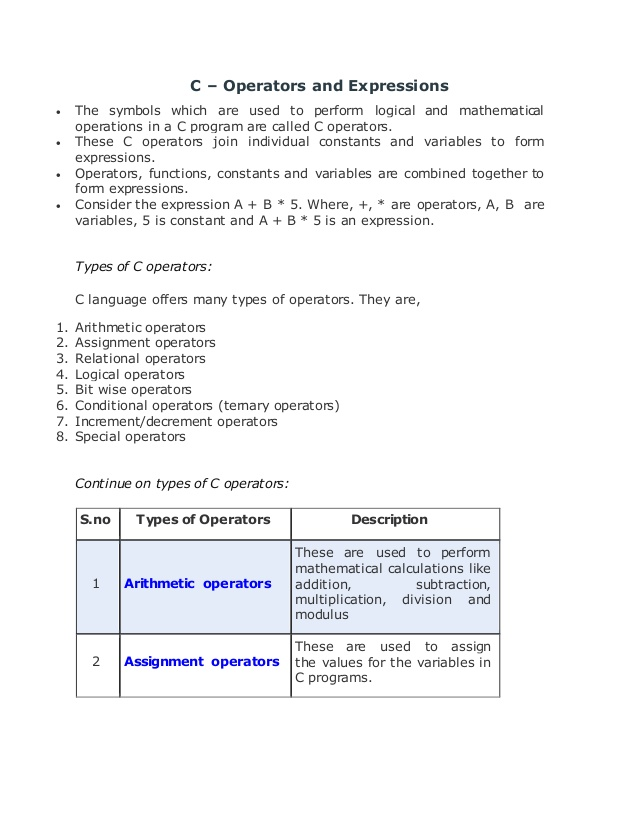 C – Operators and Expressions
• The symbols which are used to perform logical and mathematical
operations in a C program are called C operators.
• These C operators join individual constants and variables to form
expressions.
• Operators, functions, constants and variables are combined together to
form expressions.
• Consider the expression A + B * 5. Where, +, * are operators, A, B are
variables, 5 is constant and A + B * 5 is an expression.
Types of C operators:
C language offers many types of operators. They are,
1. Arithmetic operators
2. Assignment operators
3. Relational operators
4. Logical operators
5. Bit wise operators
6. Conditional operators (ternary operators)
7. Increment/decrement operators
8. Special operators
Continue on types of C operators:
S.no Types of Operators Description
1 Arithmetic operators
These are used to perform
mathematical calculations like
addition, subtraction,
multiplication, division and
modulus
2 Assignment operators
These are used to assign
the values for the variables in
C programs.